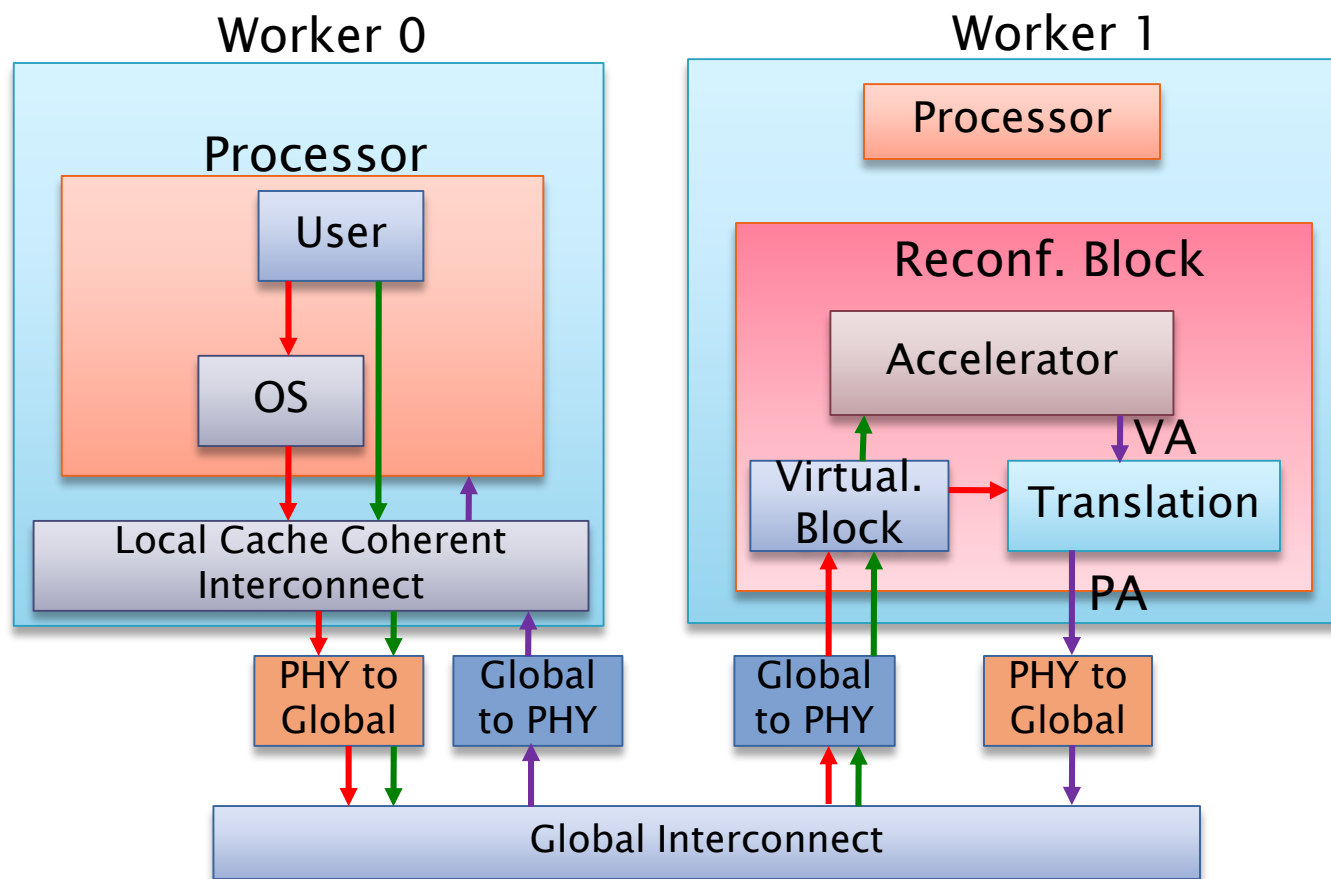 Worker 0
Worker 1
Processor
User
OS
Local Cache Coherent
Interconnect
PHY to
Global
Global
to PHY
Processor
Reconf. Block
Accelerator
VA
Virtual.
Block
Translation
PA
Global
to PHY
PHY to
Global
Global Interconnect